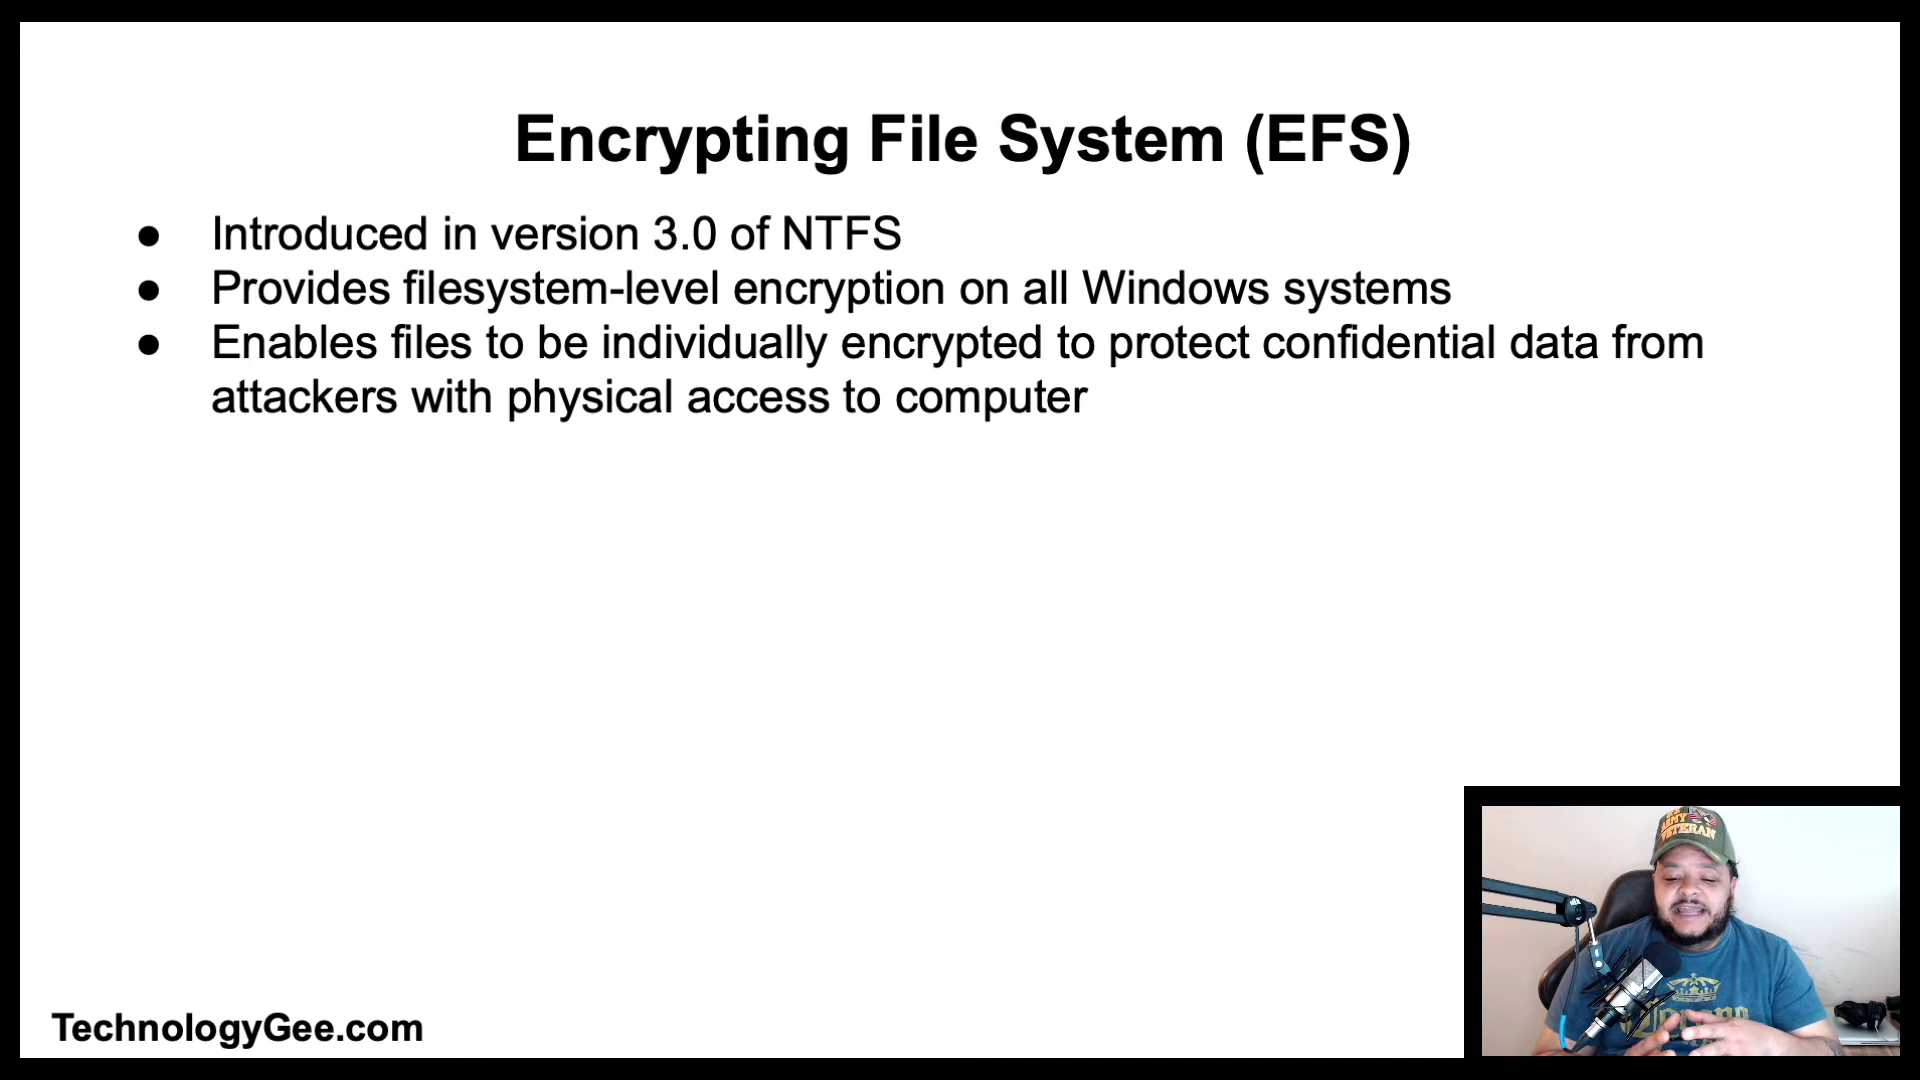 Encrypting File System (EFS)
● Introduced in version 3.0 of NTFS
● Provides filesystem-level encryption on all Windows systems
● Enables files to be individually encrypted to protect confidential data from
attackers with physical access to computer
ARMY
VETERAN
TechnologyGee.com